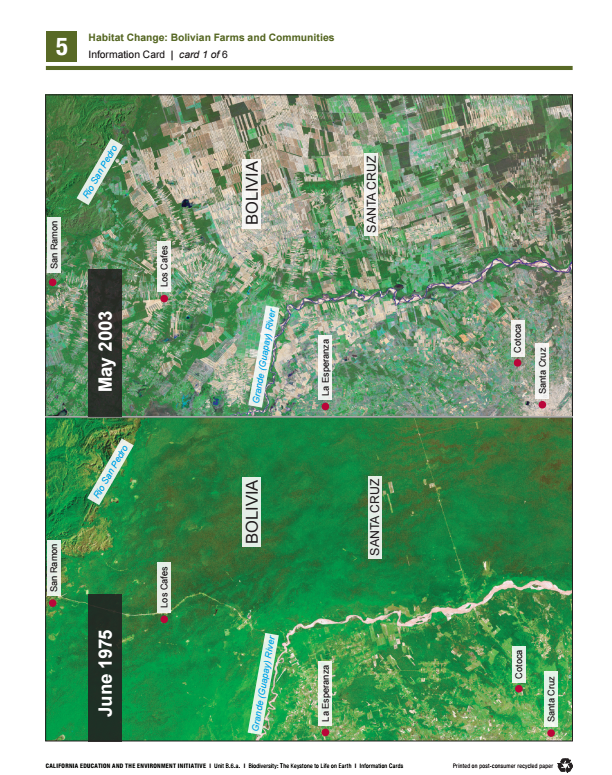 5
Habitat Change: Bolivian Farms and Communities
Information Card | card 1 of 6
May 2003
San Ramon
Rio San Pedro
Los Cafes
BOLIVIA
SANTA CRUZ
Grande (Guapay) River
La Esperanza
Cotoca
Santa Cruz
June 1975
San Ramon
Rio San Pedro
Los Cafes
BOLIVIA
SANTA CRUZ
Grande (Guapay) River
La Esperanza
Cotoca
Santa Cruz
CALIFORNIA EDUCATION AND THE ENVIRONMENT INITIATIVE I Unit B.6.a. I Biodiversity: The Keystone to Life on Earth I Information Cards
Printed on post-consumer recycled paper